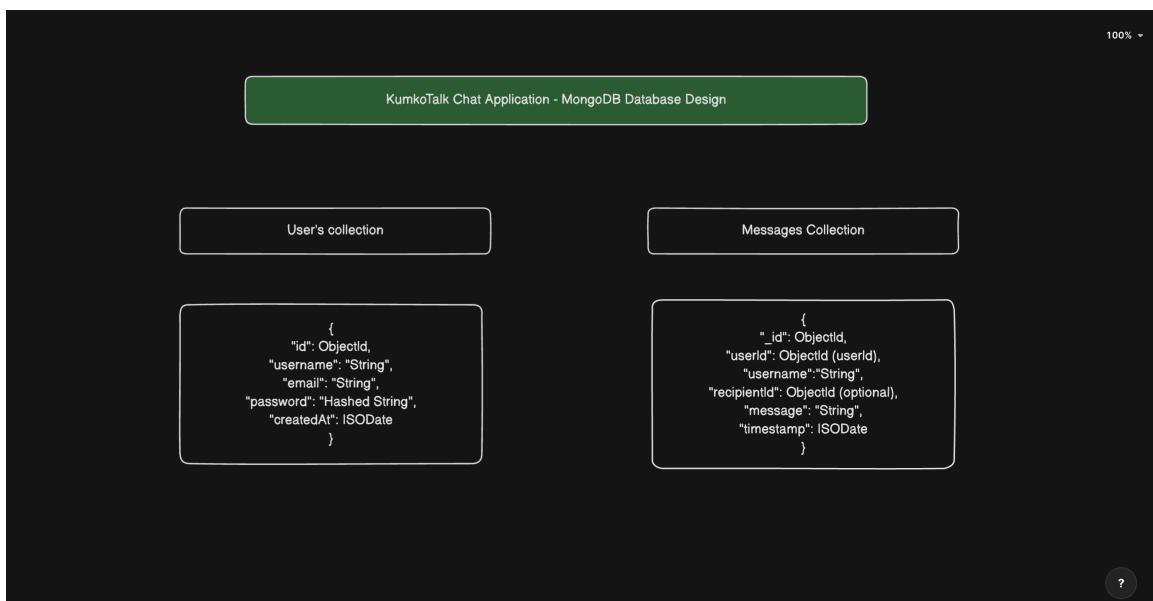 100%
KumkoTalk Chat Application - MongoDB Database Design
User's collection
Messages Collection
{
"id": ObjectId,
"username": "String",
"email": "String",
"password": "Hashed String",
"createdAt": ISODate
}
{
"_id": ObjectId,
"userId": ObjectId (userId),
"username":"String",
"recipientId": ObjectId (optional),
"message": "String",
"timestamp": ISODate
}
?